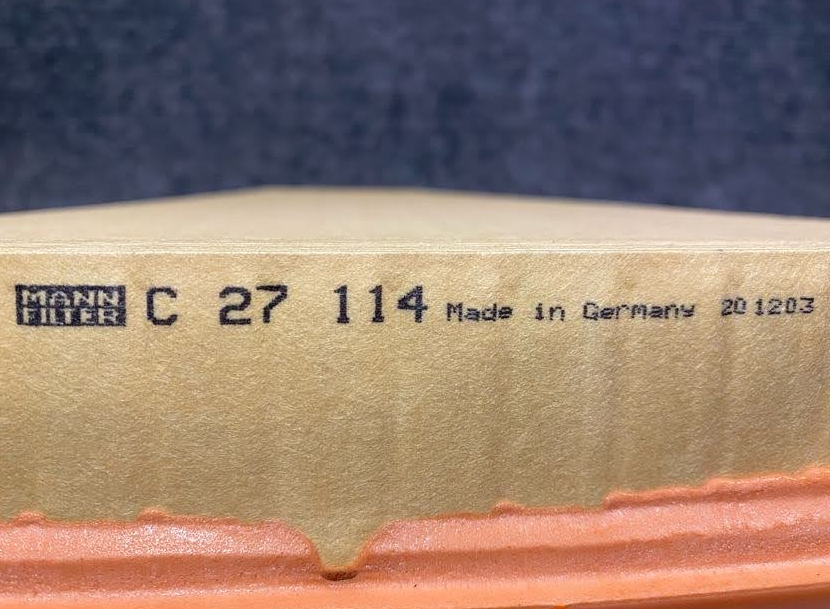 MANN
FILTER
C 27 114 Made in Germany 201203